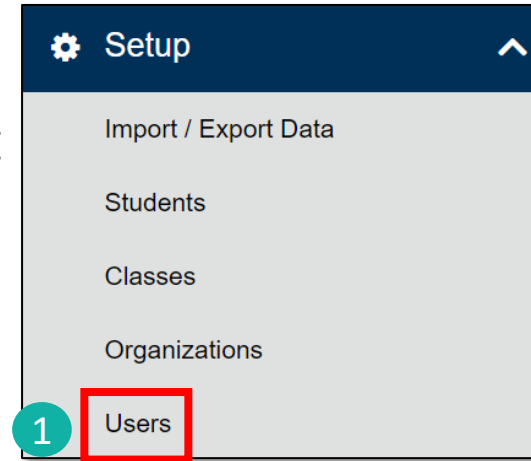 Setup
Import / Export Data
Students
Classes
Organizations
1 Users